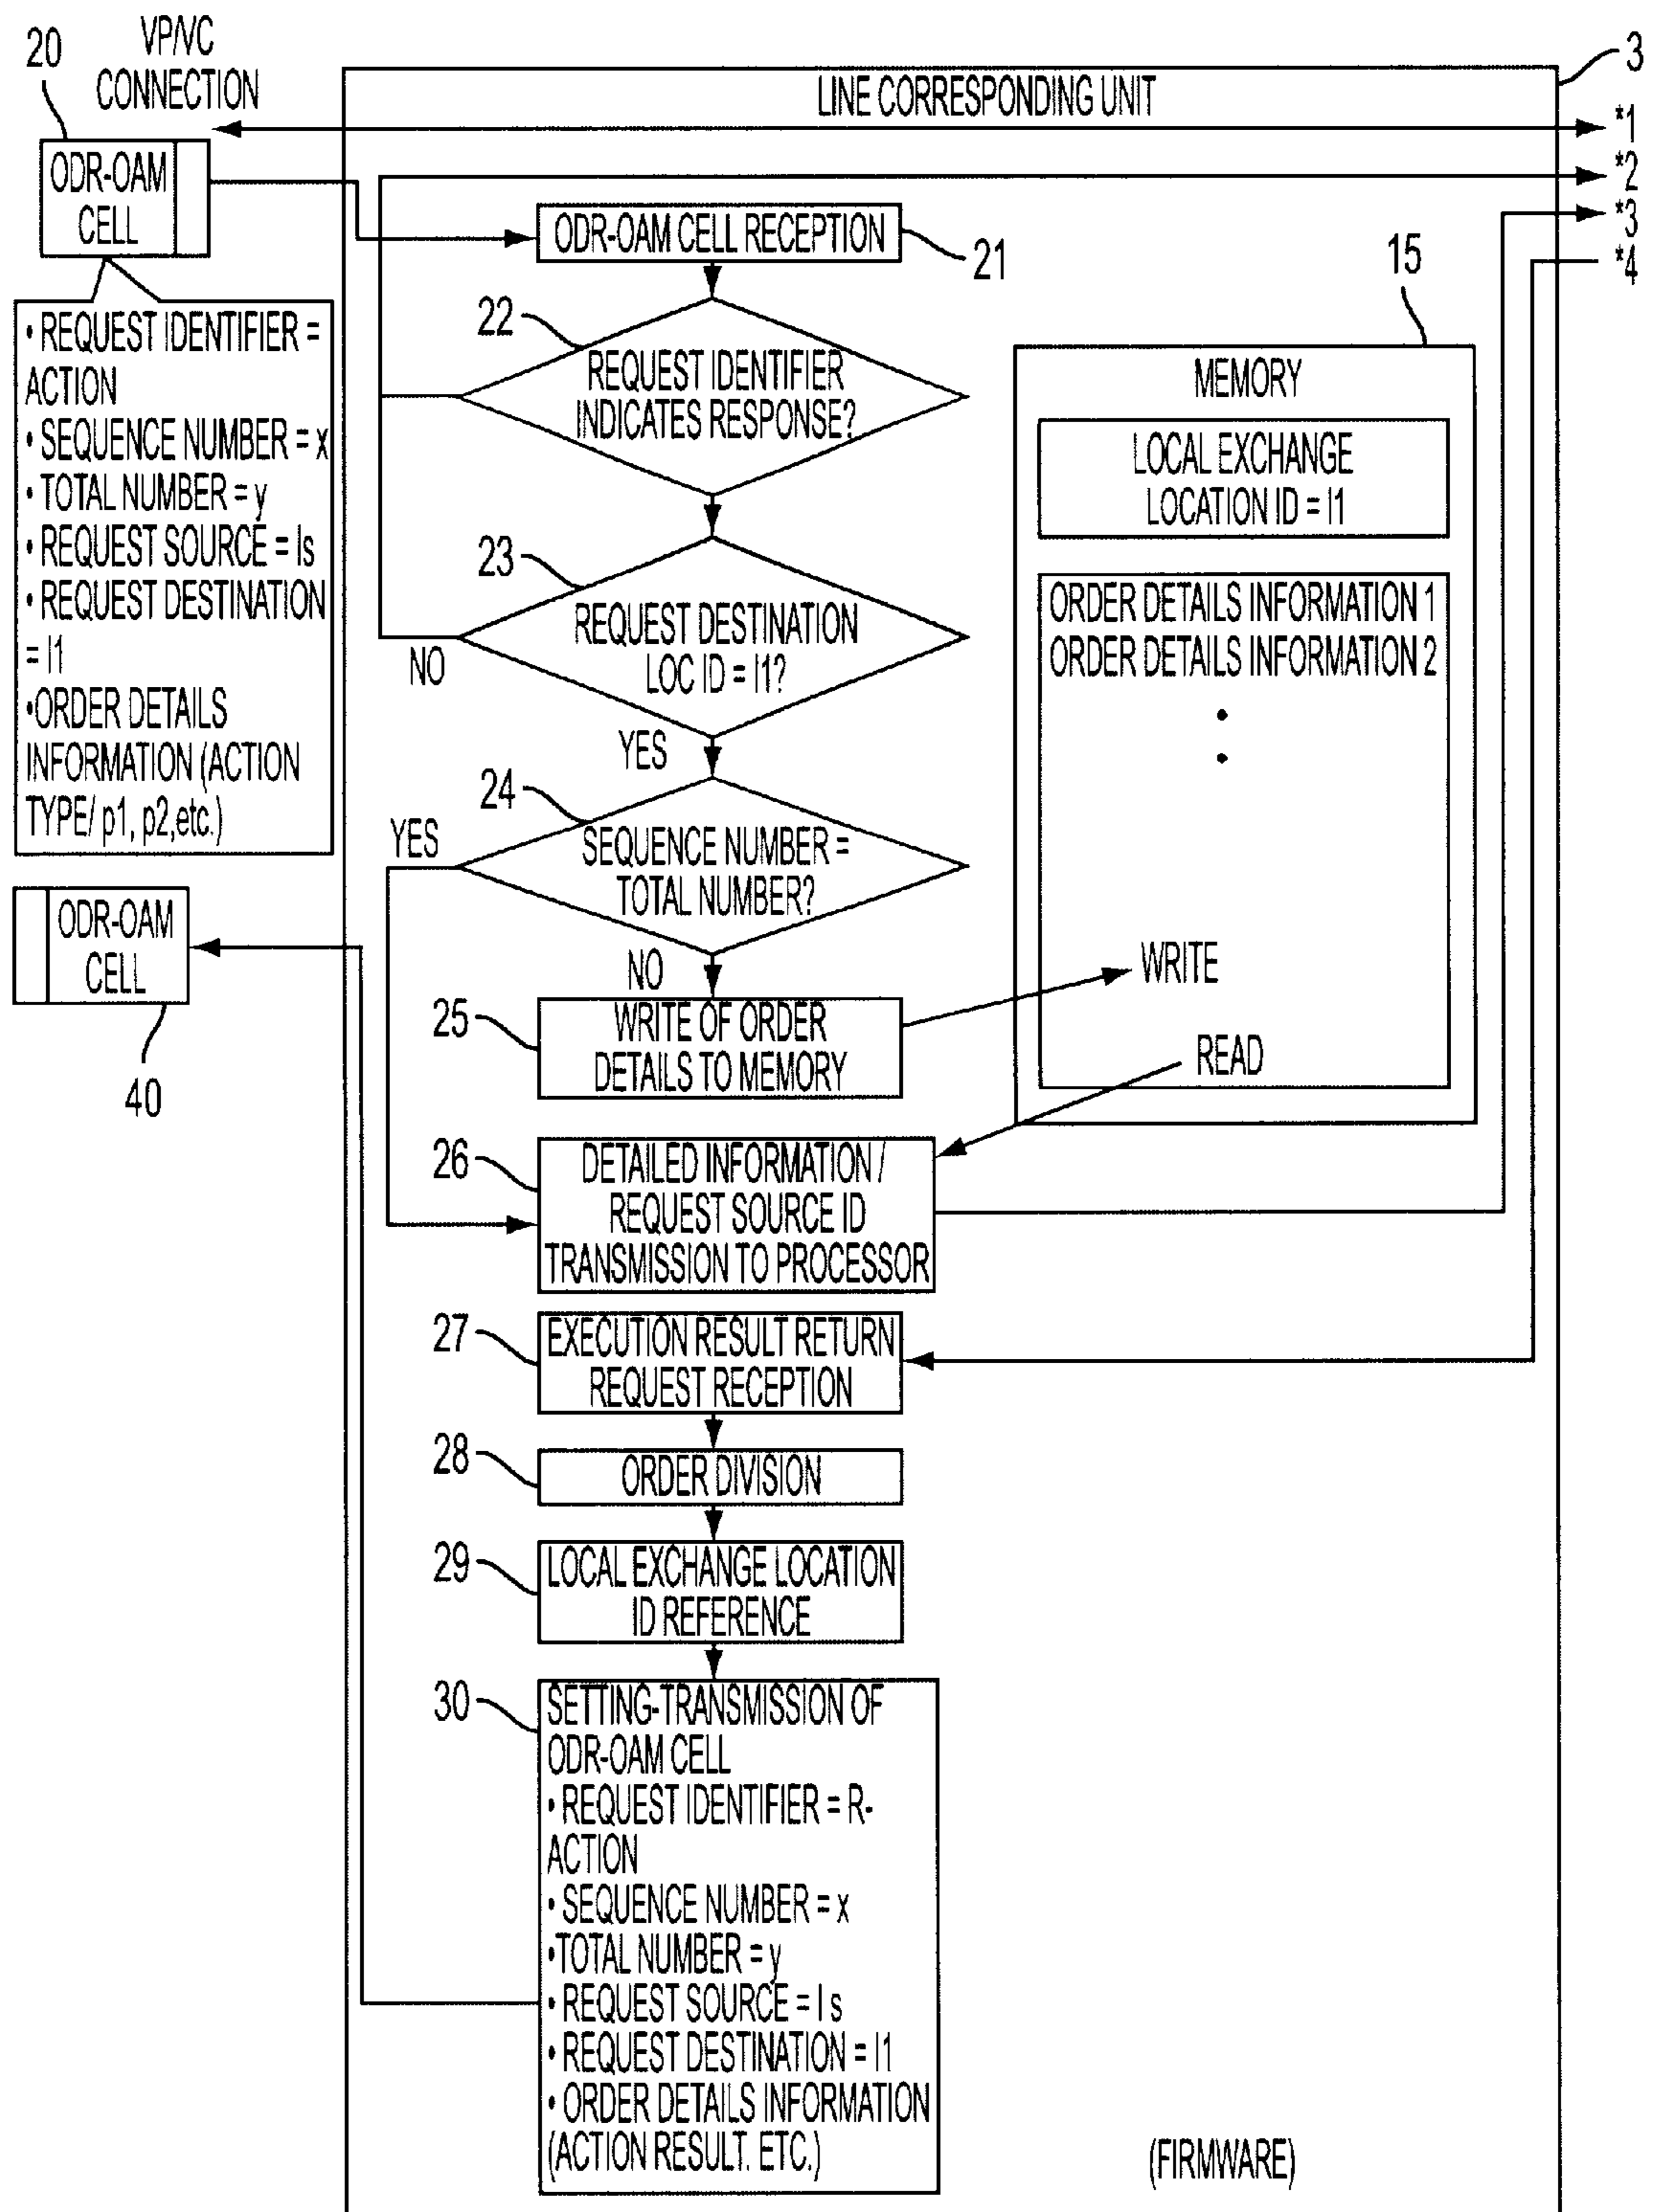 20
VP/VC
CONNECTION
3
LINE CORRESPONDING UNIT
*1
*2
*3
*4
ODR-OAM
CELL
ODR-OAM CELL RECEPTION
21
15
• REQUEST IDENTIFIER =
ACTION
• SEQUENCE NUMBER = x
• TOTAL NUMBER = y
• REQUEST SOURCE = Is
• REQUEST DESTINATION
= I1
•ORDER DETAILS
INFORMATION (ACTION
TYPE/ p1, p2,etc.)
22
REQUEST IDENTIFIER
INDICATES RESPONSE?
MEMORY
LOCAL EXCHANGE
LOCATION ID = I1
23
REQUEST DESTINATION
LOC ID = I1?
NO
YES
ORDER DETAILS INFORMATION 1
ORDER DETAILS INFORMATION 2
•
•
24
YES
SEQUENCE NUMBER =
TOTAL NUMBER?
NO
ODR-OAM
CELL
40
WRITE
25
WRITE OF ORDER
DETAILS TO MEMORY
READ
26
DETAILED INFORMATION /
REQUEST SOURCE ID
TRANSMISSION TO PROCESSOR
27
EXECUTION RESULT RETURN
REQUEST RECEPTION
28
ORDER DIVISION
29
LOCAL EXCHANGE LOCATION
ID REFERENCE
30
SETTING-TRANSMISSION OF
ODR-OAM CELL
• REQUEST IDENTIFIER = R-
ACTION
• SEQUENCE NUMBER = x
•TOTAL NUMBER = y
• REQUEST SOURCE = I s
• REQUEST DESTINATION = I1
• ORDER DETAILS INFORMATION
(ACTION RESULT. ETC.)
(FIRMWARE)